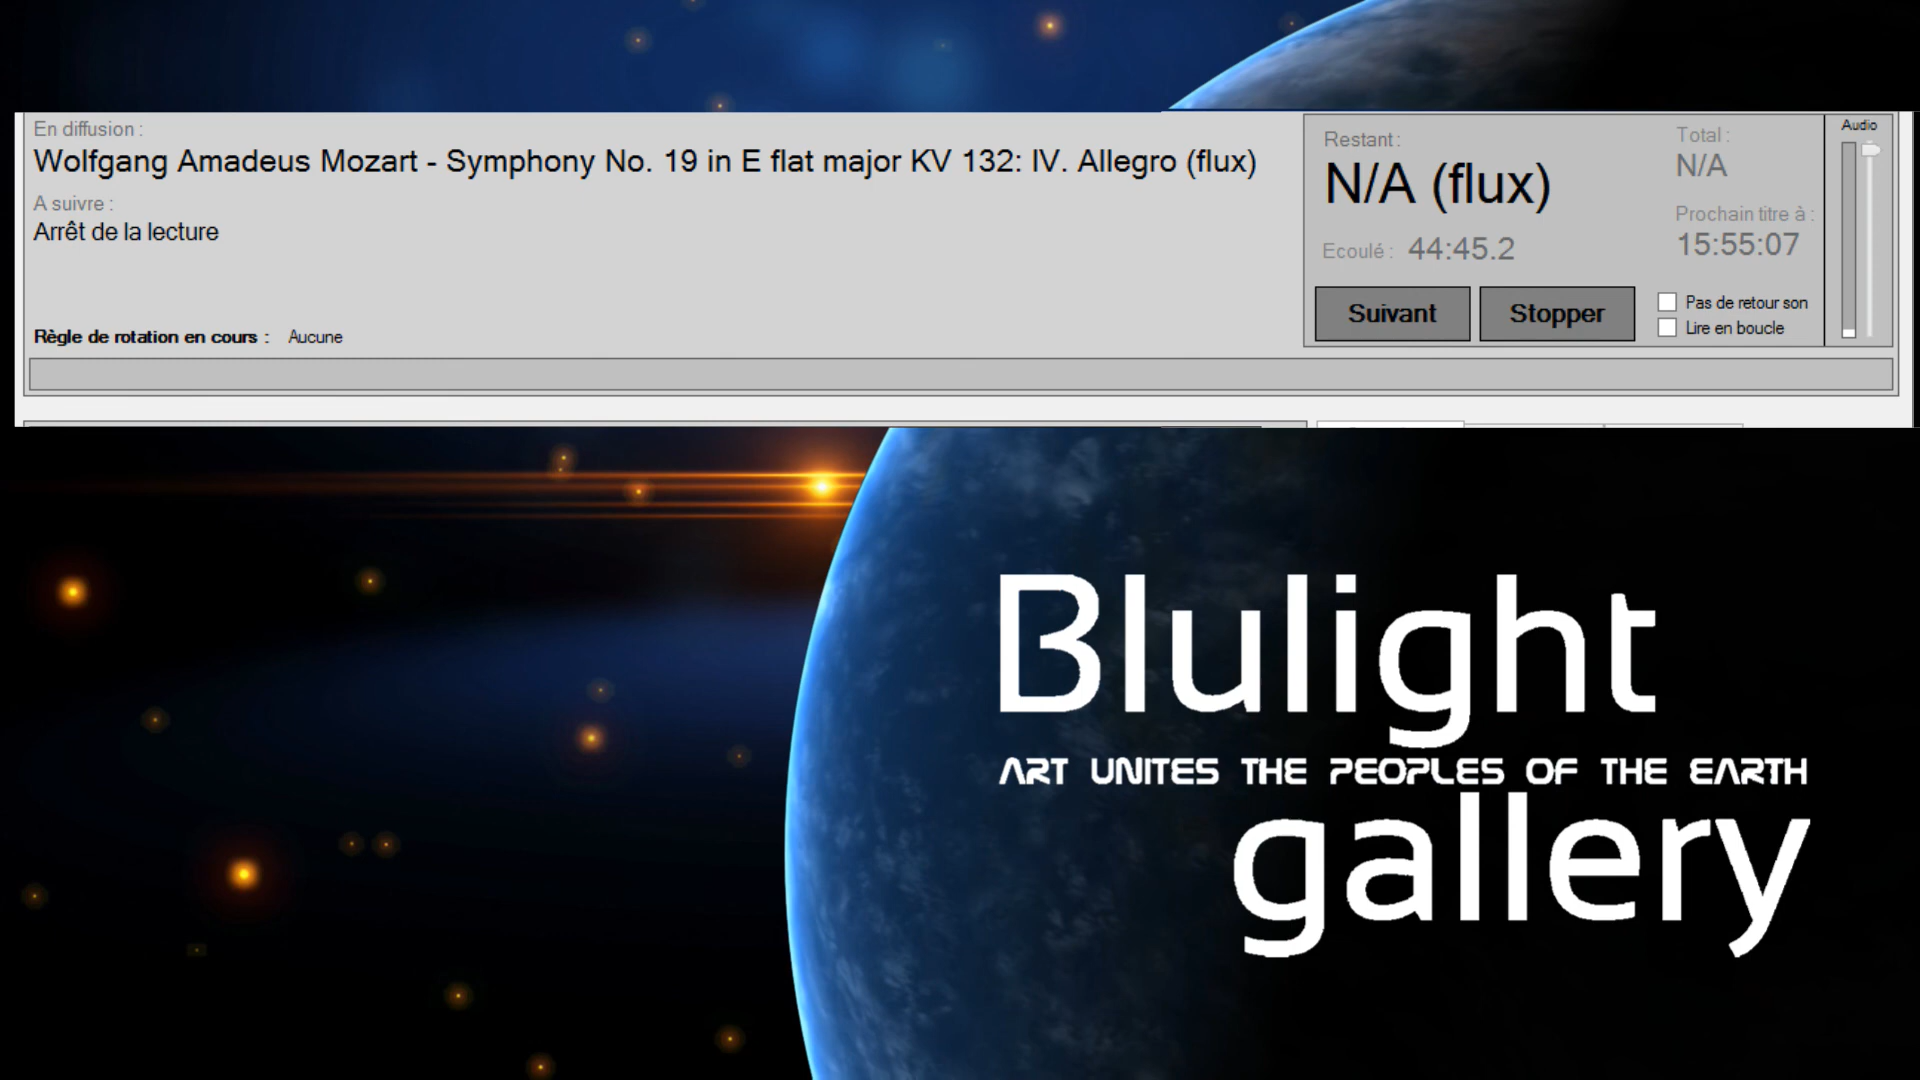 En diffusion :
Wolfgang Amadeus Mozart - Symphony No. 19 in E flat major KV 132: IV. Allegro (flux)
A suivre :
Arrêt de la lecture
Règle de rotation en cours : Aucune
Restant :
N/A (flux)
Ecoulé : 44:45.2
Total :
N/A
Prochain titre à :
15:55:07
Suivant
Stopper
Pas de retour son
Lire en boucle
Audio
Blulight
ART UNITES THE PEOPLES OF THE EARTH
gallery